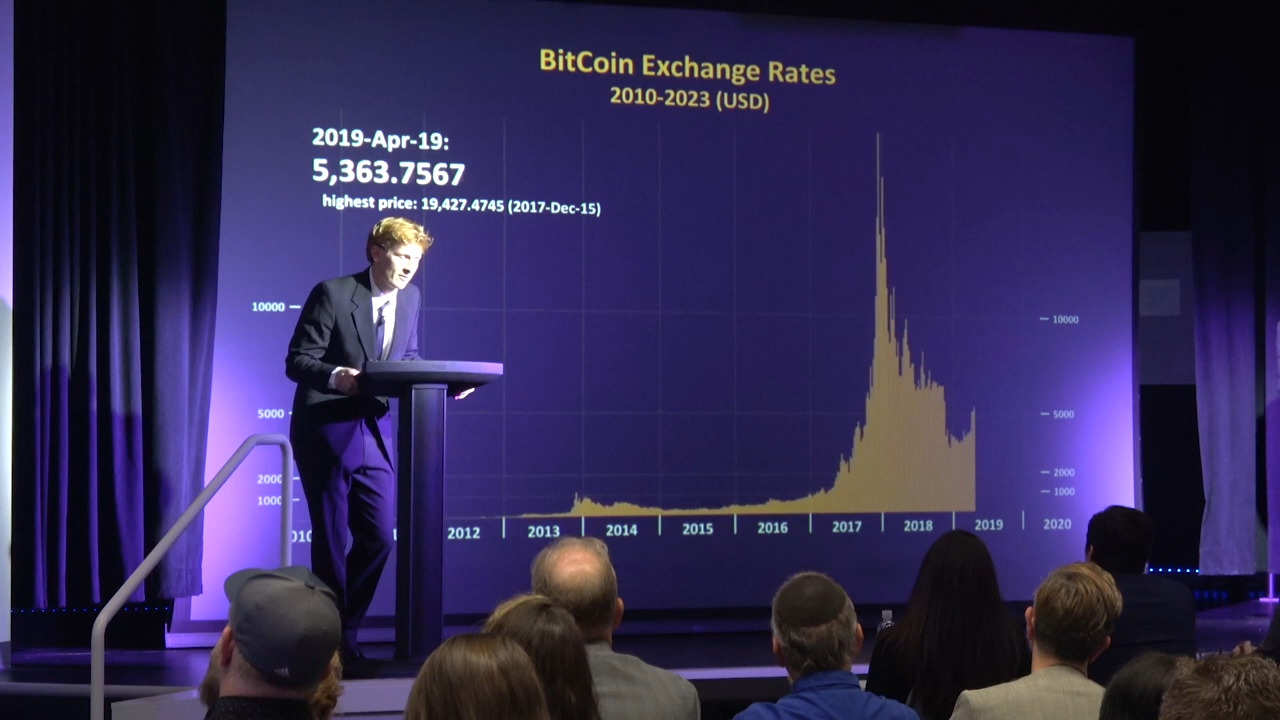 BitCoin Exchange Rates
2010-2023 (USD)
2019-Apr-19:
5,363.7567
highest price: 19,427.4745 (2017-Dec-15)
10000
10000
5000
5000
2000
2000
1000
1000
2012 2013 2014 2015 2016 2017 2018 2019 2020